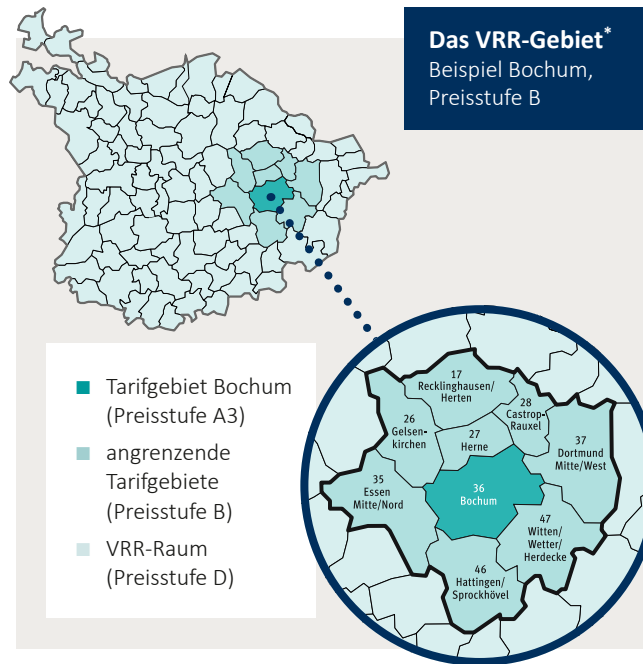 Das VRR-Gebiet*
Beispiel Bochum,
Preisstufe B
Tarifgebiet Bochum
(Preisstufe A3)
angrenzende
Tarifgebiete
(Preisstufe B)
VRR-Raum
(Preisstufe D)
17
Recklinghausen/
Herten
28
Castrop-
Rauxel
26
Gelsen-
kirchen
27
Herne
37
Dortmund
Mitte/West
35
Essen
Mitte/Nord
36
Bochum
47
Witten/
Wetter/
Herdecke
46
Hattingen/
Sprockhövel